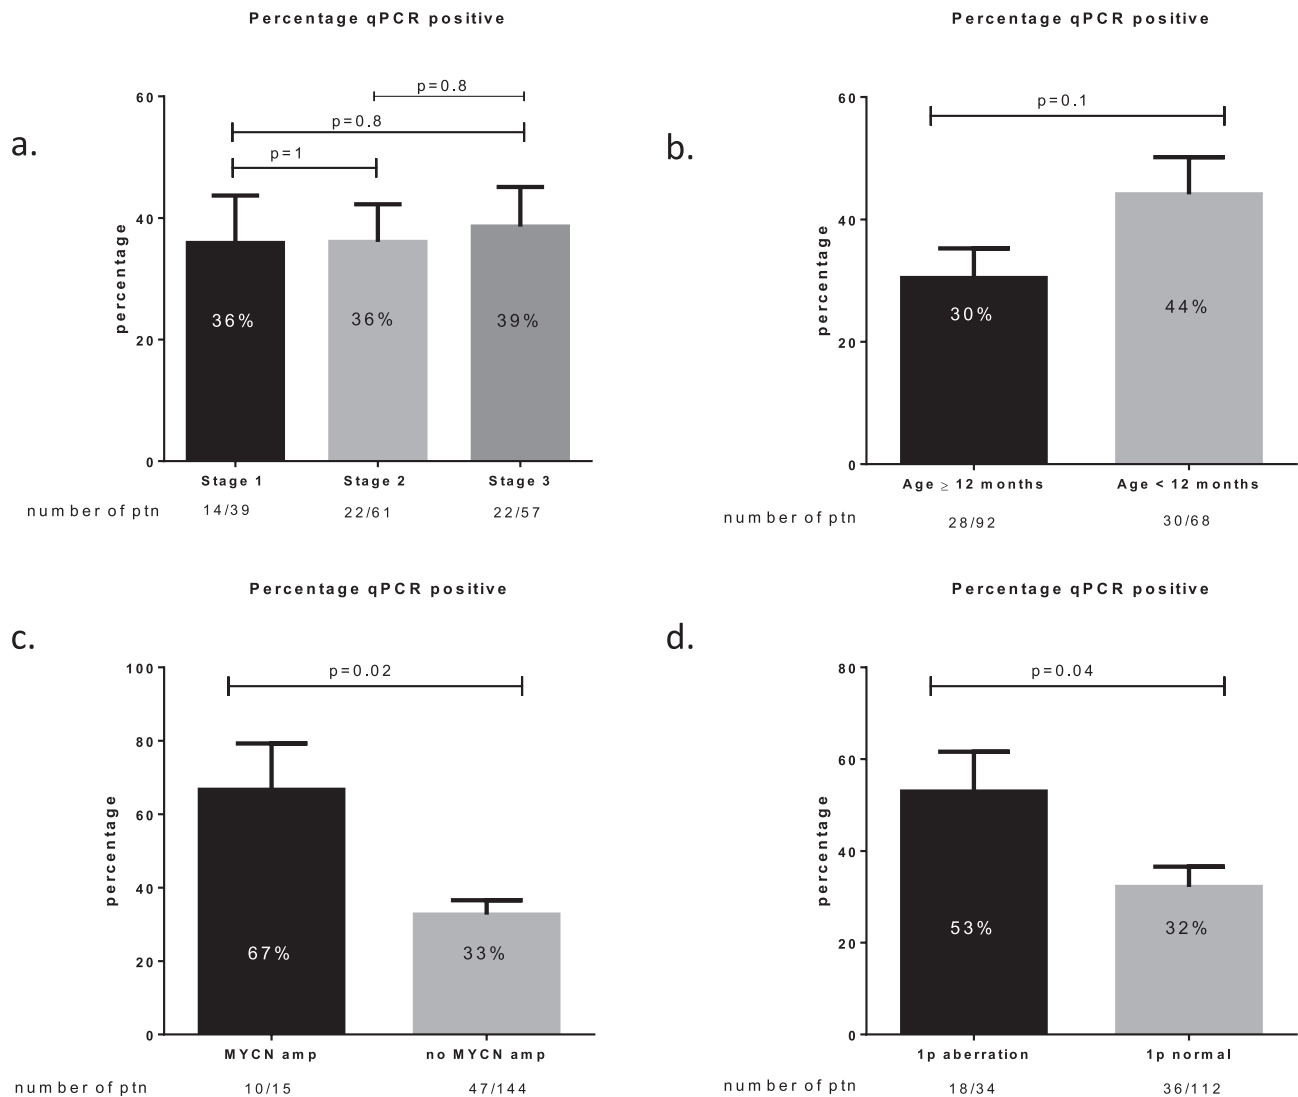 Percentage qPCR positive
a.
p=0.8
p=0.8
p=1
60
40
20
0
percentage
36%
36%
39%
Stage 1 Stage 2 Stage 3
number of ptn 14/39 22/61 22/57
Percentage qPCR positive
b.
p=0.1
60
40
20
0
percentage
30%
44%
Age ≥ 12 months Age < 12 months
number of ptn 28/92 30/68
Percentage qPCR positive
c.
p=0.02
100
80
60
40
20
0
percentage
67%
33%
MYCN amp no MYCN amp
number of ptn 10/15 47/144
Percentage qPCR positive
d.
p=0.04
80
60
40
20
0
percentage
53%
32%
1p aberration 1p normal
number of ptn 18/34 36/112